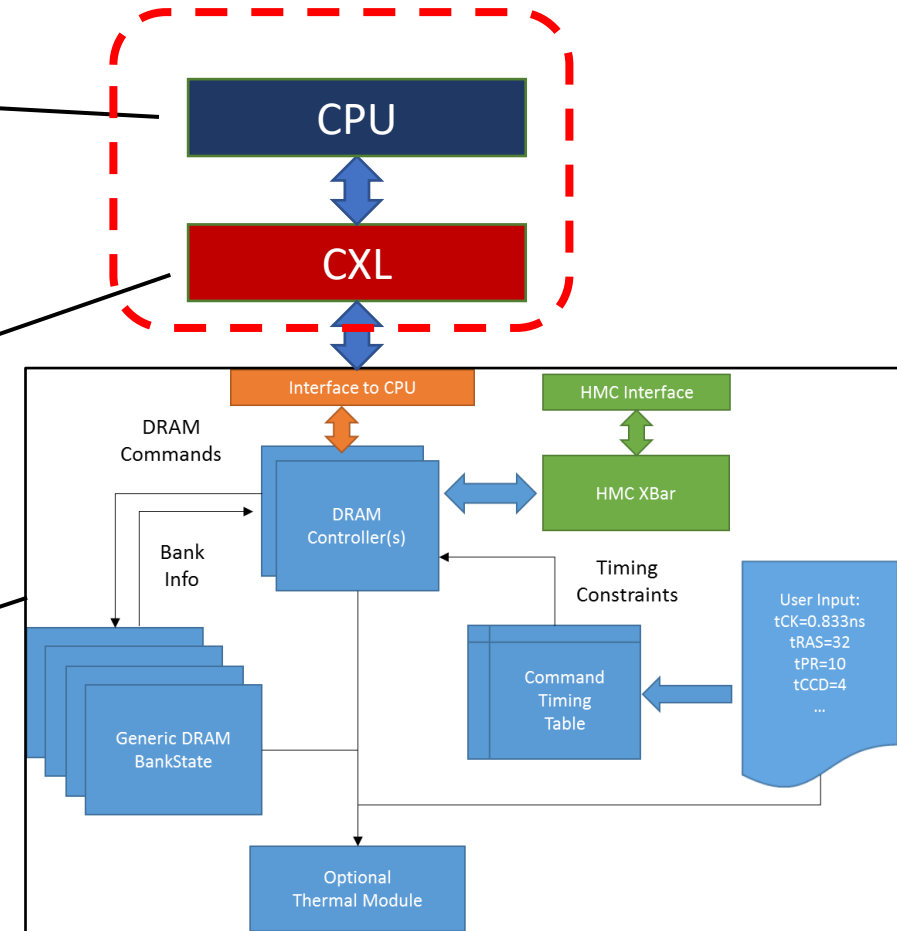 CPU
CXL
Interface to CPU
HMC Interface
DRAM
Commands
DRAM
Controller(s)
HMC XBar
Bank
Info
Timing
Constraints
User Input:
tCK=0.833ns
tRAS=32
tPR=10
tCCD=4
...
Command
Timing
Table
Generic DRAM
BankState
Optional
Thermal Module